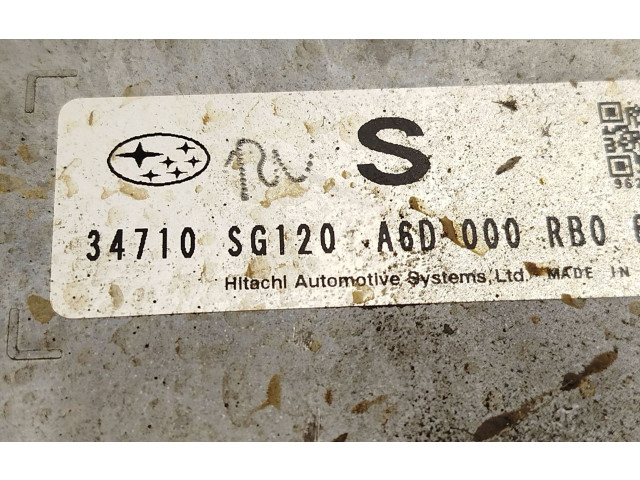 S
34710 SG120 A6D-000 RB0
Hitachi Automotive Systems, Ltd. MADE IN